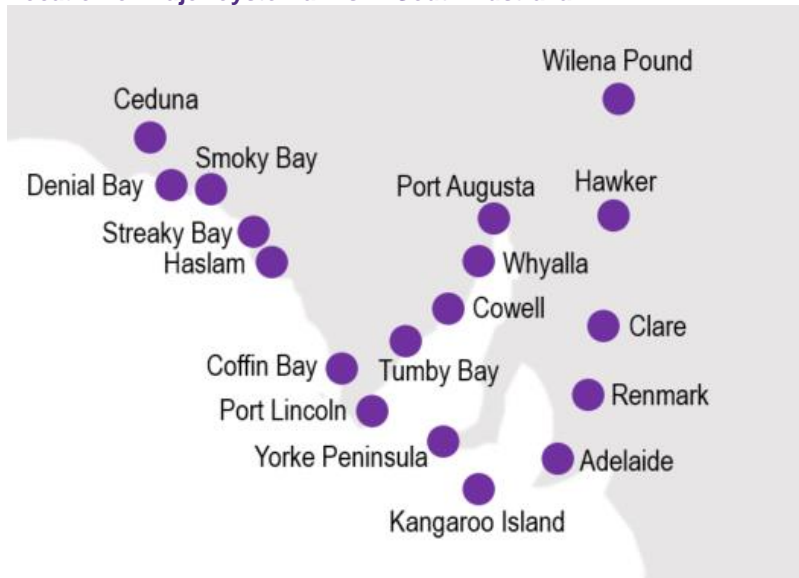 Wilena Pound
Ceduna
Smoky Bay
Denial Bay
Port Augusta
Hawker
Streaky Bay
Haslam
Whyalla
Cowell
Clare
Coffin Bay
Tumby Bay
Renmark
Port Lincoln
Yorke Peninsula
Adelaide
Kangaroo Island